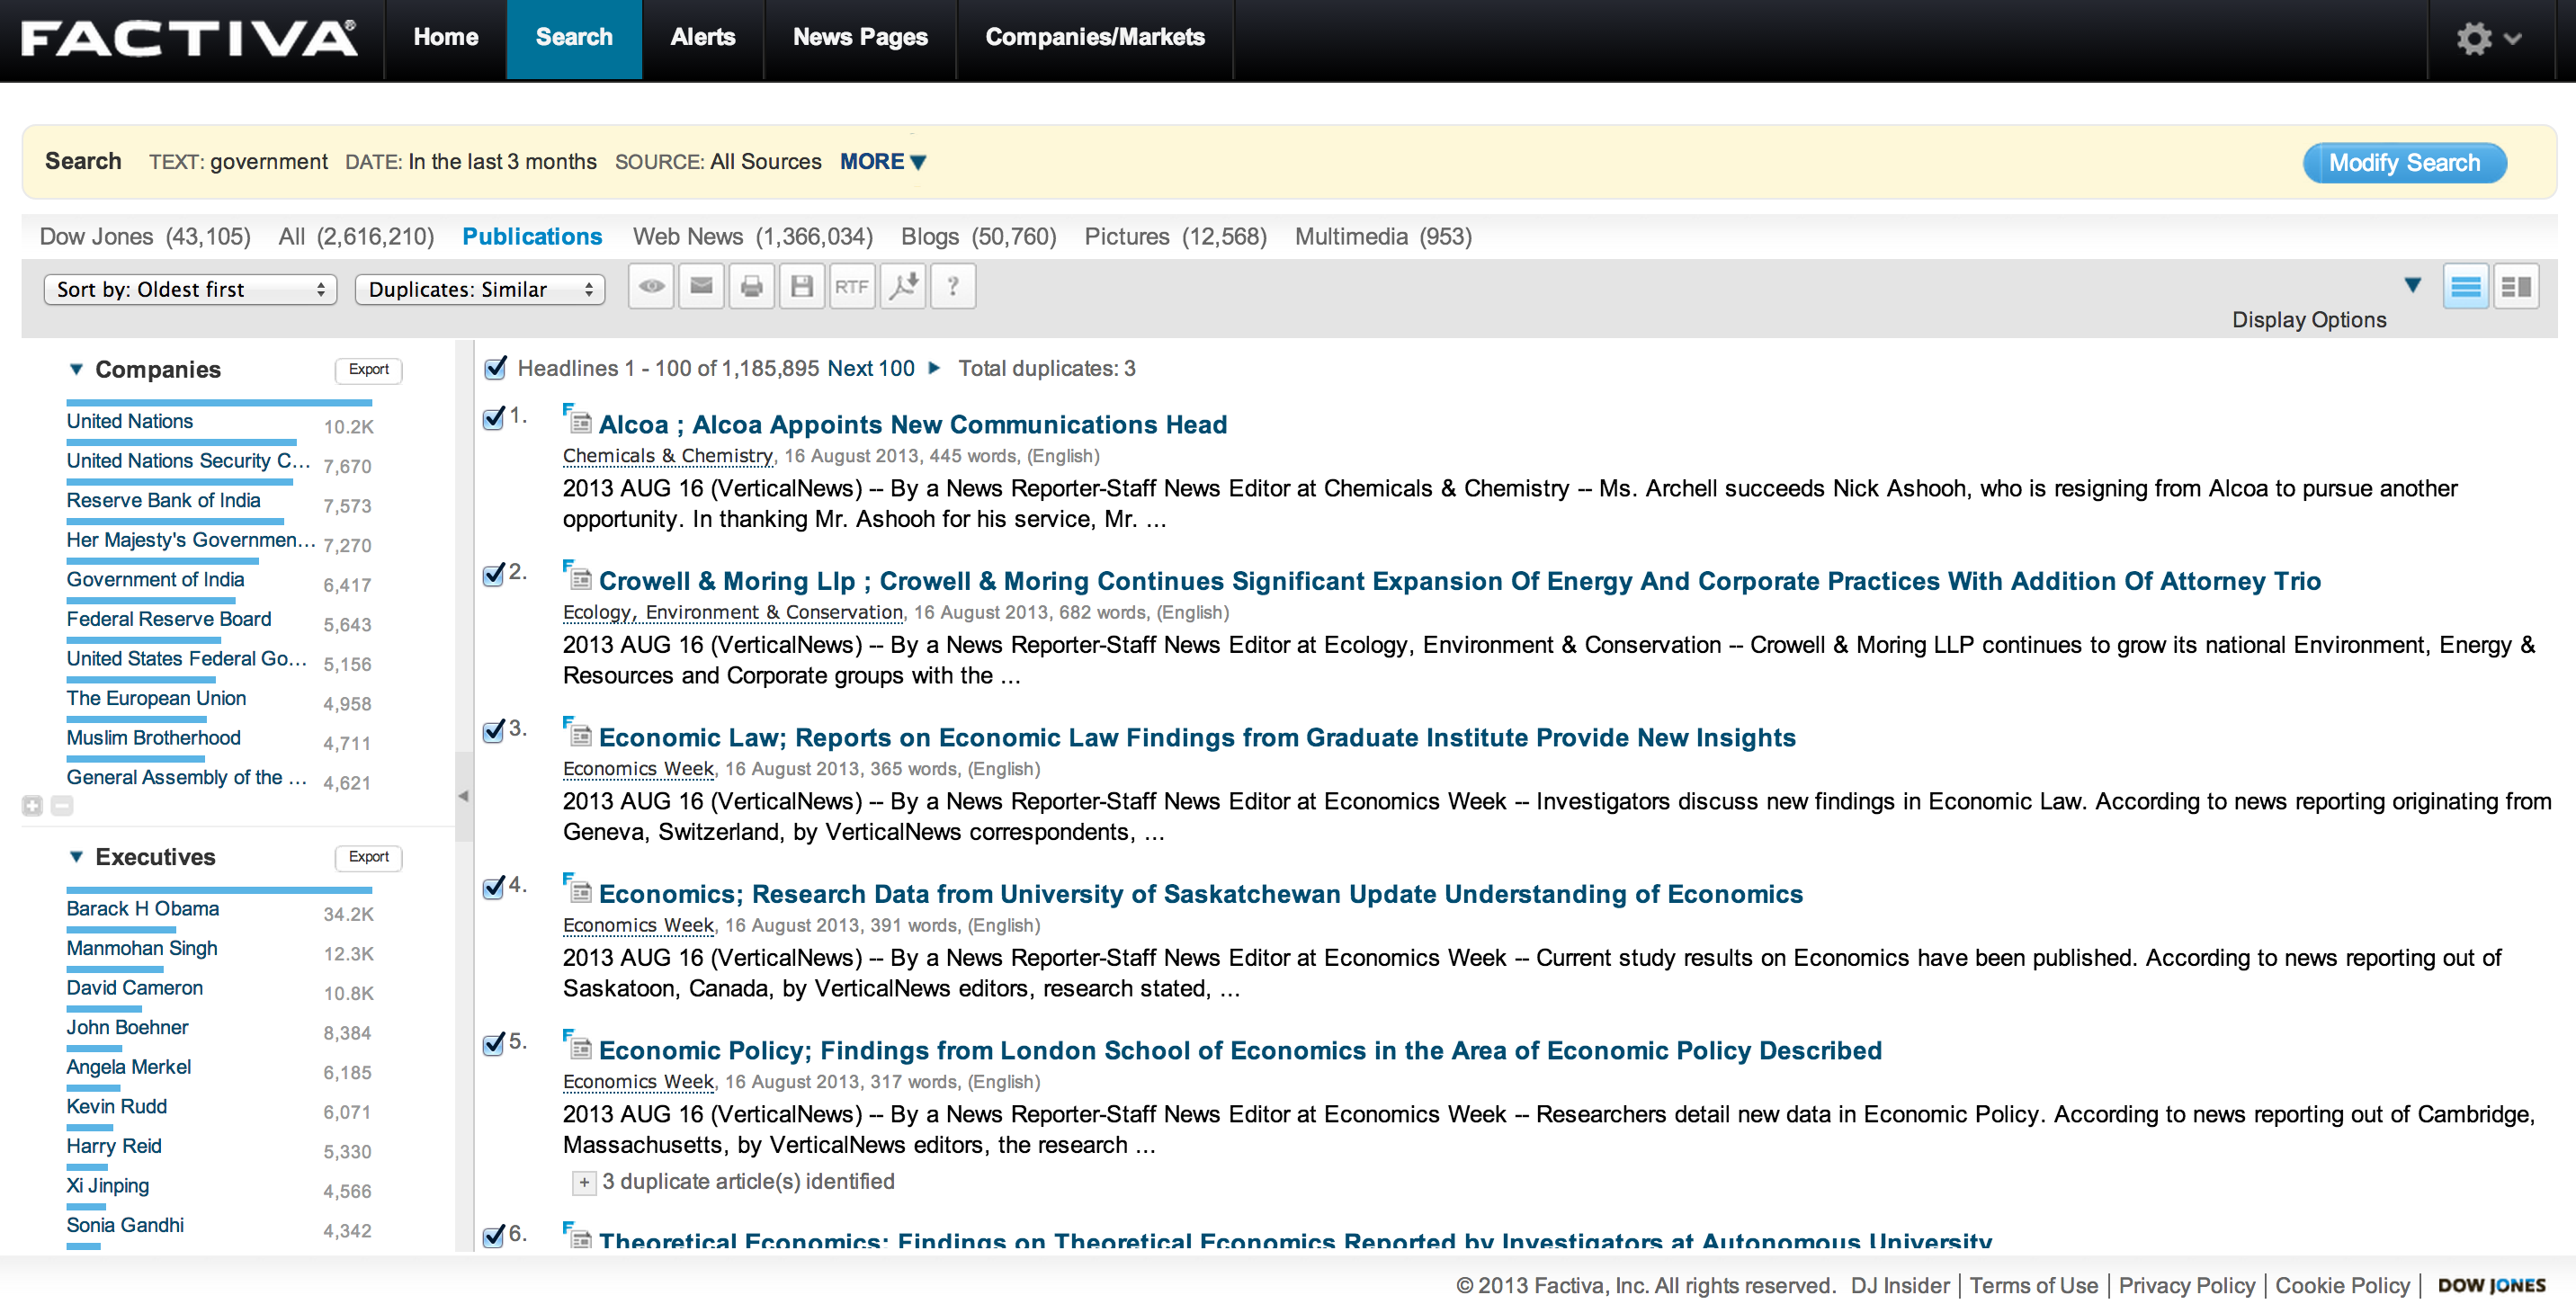 FACTIVA® Home Search Alerts News Pages Companies/Markets
Search TEXT: government DATE: In the last 3 months SOURCE: All Sources MORE Modify Search
Dow Jones (43,105) All (2,616,210) Publications Web News (1,366,034) Blogs (50,760) Pictures (12,568) Multimedia (953)
Sort by: Oldest first Duplicates: Similar RTF ?
Display Options
Companies Export
United Nations 10.2K
United Nations Security C... 7,670
Reserve Bank of India 7,573
Her Majesty's Governmen... 7,270
Government of India 6,417
Federal Reserve Board 5,643
United States Federal Go... 5,156
The European Union 4,958
Muslim Brotherhood 4,711
General Assembly of the ... 4,621
Executives Export
Barack H Obama 34.2K
Manmohan Singh 12.3K
David Cameron 10.8K
John Boehner 8,384
Angela Merkel 6,185
Kevin Rudd 6,071
Harry Reid 5,330
Xi Jinping 4,566
Sonia Gandhi 4,342
Headlines 1 - 100 of 1,185,895 Next 100 Total duplicates: 3
1. Alcoa ; Alcoa Appoints New Communications Head
Chemicals & Chemistry, 16 August 2013, 445 words, (English)
2013 AUG 16 (VerticalNews) -- By a News Reporter-Staff News Editor at Chemicals & Chemistry -- Ms. Archell succeeds Nick Ashooh, who is resigning from Alcoa to pursue another
opportunity. In thanking Mr. Ashooh for his service, Mr. ...
2. Crowell & Moring Llp ; Crowell & Moring Continues Significant Expansion Of Energy And Corporate Practices With Addition Of Attorney Trio
Ecology, Environment & Conservation, 16 August 2013, 682 words, (English)
2013 AUG 16 (VerticalNews) -- By a News Reporter-Staff News Editor at Ecology, Environment & Conservation -- Crowell & Moring LLP continues to grow its national Environment, Energy &
Resources and Corporate groups with the ...
3. Economic Law; Reports on Economic Law Findings from Graduate Institute Provide New Insights
Economics Week, 16 August 2013, 365 words, (English)
2013 AUG 16 (VerticalNews) -- By a News Reporter-Staff News Editor at Economics Week -- Investigators discuss new findings in Economic Law. According to news reporting originating from
Geneva, Switzerland, by VerticalNews correspondents, ...
4. Economics; Research Data from University of Saskatchewan Update Understanding of Economics
Economics Week, 16 August 2013, 391 words, (English)
2013 AUG 16 (VerticalNews) -- By a News Reporter-Staff News Editor at Economics Week -- Current study results on Economics have been published. According to news reporting out of
Saskatoon, Canada, by VerticalNews editors, research stated, ...
5. Economic Policy; Findings from London School of Economics in the Area of Economic Policy Described
Economics Week, 16 August 2013, 317 words, (English)
2013 AUG 16 (VerticalNews) -- By a News Reporter-Staff News Editor at Economics Week -- Researchers detail new data in Economic Policy. According to news reporting out of Cambridge,
Massachusetts, by VerticalNews editors, the research ...
3 duplicate article(s) identified
6. Theoretical Economics; Findings on Theoretical Economics Reported by Investigators at Autonomous University
© 2013 Factiva, Inc. All rights reserved. DJ Insider | Terms of Use | Privacy Policy | Cookie Policy | DOW JONES